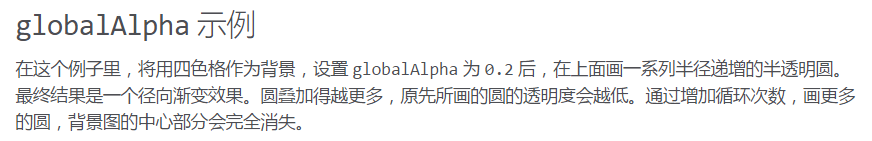 globalAlpha 示例
在这个例子里，将用四色格作为背景，设置 globalAlpha 为 0.2 后，在上面画一系列半径递增的半透明圆。
最终结果是一个径向渐变效果。圆叠加得越更多，原先所画的圆的透明度会越低。通过增加循环次数，画更多
的圆，背景图的中心部分会完全消失。